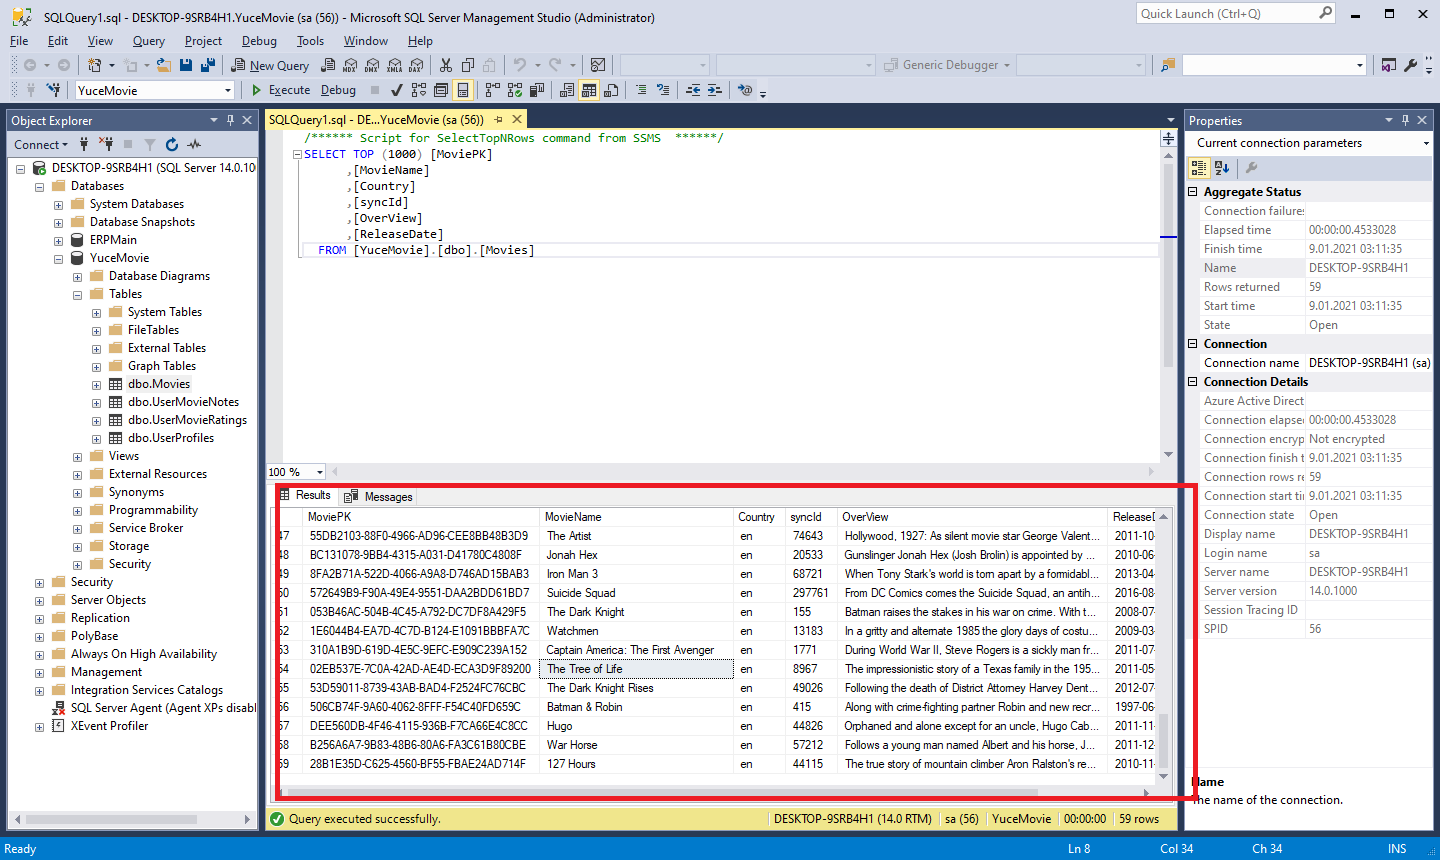 SQLQuery1.sql - DESKTOP-9SRB4H1.YuceMovie (sa (56)) - Microsoft SQL Server Management Studio (Administrator)
Quick Launch (Ctrl+Q)
File Edit View Query Project Debug Tools Window Help
New Query MDX DMX XMLA DAX Generic Debugger
YuceMovie Execute Debug
Object Explorer
Connect
DESKTOP-9SRB4H1 (SQL Server 14.0.10
Databases
System Databases
Database Snapshots
ERPMain
YuceMovie
Database Diagrams
Tables
System Tables
FileTables
External Tables
Graph Tables
dbo.Movies
dbo.UserMovieNotes
dbo.UserMovieRatings
dbo.UserProfiles
Views
External Resources
Synonyms
Programmability
Service Broker
Storage
Security
Security
Server Objects
Replication
PolyBase
Always On High Availability
Management
Integration Services Catalogs
SQL Server Agent (Agent XPs disabl
XEvent Profiler
SQLQuery1.sql - DE...YuceMovie (sa (56))
/****** Script for SelectTopNRows command from SSMS  ******/
SELECT TOP (1000) [MoviePK]
,[MovieName]
,[Country]
,[syncId]
,[OverView]
,[ReleaseDate]
FROM [YuceMovie].[dbo].[Movies]
100 %
Results Messages
MoviePK MovieName Country syncId OverView ReleaseD
47 55DB2103-88F0-4966-AD96-CEE8BB48B3D9 The Artist en 74643 Hollywood, 1927: As silent movie star George Valent... 2011-10-
48 BC131078-9BB4-4315-A031-D41780C4808F Jonah Hex en 20533 Gunslinger Jonah Hex (Josh Brolin) is appointed by ... 2010-06-
49 8FA2B71A-522D-4066-A9A8-D746AD15BAB3 Iron Man 3 en 68721 When Tony Stark's world is torn apart by a formidabl... 2013-04-
50 572649B9-F90A-49E4-9551-DAA2BDD61BD7 Suicide Squad en 297761 From DC Comics comes the Suicide Squad, an antih... 2016-08-
51 053B46AC-504B-4C45-A792-DC7DF8A429F5 The Dark Knight en 155 Batman raises the stakes in his war on crime. With t... 2008-07-
52 1E6044B4-EA7D-4C7D-B124-E1091BBBFA7C Watchmen en 13183 In a gritty and alternate 1985 the glory days of costu... 2009-03-
53 310A1B9D-619D-4E5C-9EFC-E909C239A152 Captain America: The First Avenger en 1771 During World War II, Steve Rogers is a sickly man fr... 2011-07-
54 02EB537E-7C0A-42AD-AE4D-ECA3D9F89200 The Tree of Life en 8967 The impressionistic story of a Texas family in the 195... 2011-05-
55 53D59011-8739-43AB-BAD4-F2524FC76CBC The Dark Knight Rises en 49026 Following the death of District Attorney Harvey Dent... 2012-07-
56 506CB74F-9A60-4062-8FFF-F54C40FD659C Batman & Robin en 415 Along with crime-fighting partner Robin and new recr... 1997-06-
57 DEE560DB-4F46-4115-936B-F7CA66E4C8CC Hugo en 44826 Orphaned and alone except for an uncle, Hugo Cab... 2011-11-
58 B256A6A7-9B83-48B6-80A6-FA3C61B80CBE War Horse en 57212 Follows a young man named Albert and his horse, J... 2011-12-
59 28B1E35D-C625-4560-BF55-FBAE24AD714F 127 Hours en 44115 The true story of mountain climber Aron Ralston's re... 2010-11-
Query executed successfully. DESKTOP-9SRB4H1 (14.0 RTM) sa (56) YuceMovie 00:00:00 59 rows
Properties
Current connection parameters
Aggregate Status
Connection failures
Elapsed time 00:00:00.4533028
Finish time 9.01.2021 03:11:35
Name DESKTOP-9SRB4H1
Rows returned 59
Start time 9.01.2021 03:11:35
State Open
Connection
Connection name DESKTOP-9SRB4H1 (sa)
Connection Details
Azure Active Direct
Connection elapsed 00:00:00.4533028
Connection encryp Not encrypted
Connection finish t 9.01.2021 03:11:35
Connection rows re 59
Connection start ti 9.01.2021 03:11:35
Connection state Open
Display name DESKTOP-9SRB4H1
Login name sa
Server name DESKTOP-9SRB4H1
Server version 14.0.1000
Session Tracing ID
SPID 56
Name
The name of the connection.
Ready Ln 8 Col 34 Ch 34 INS